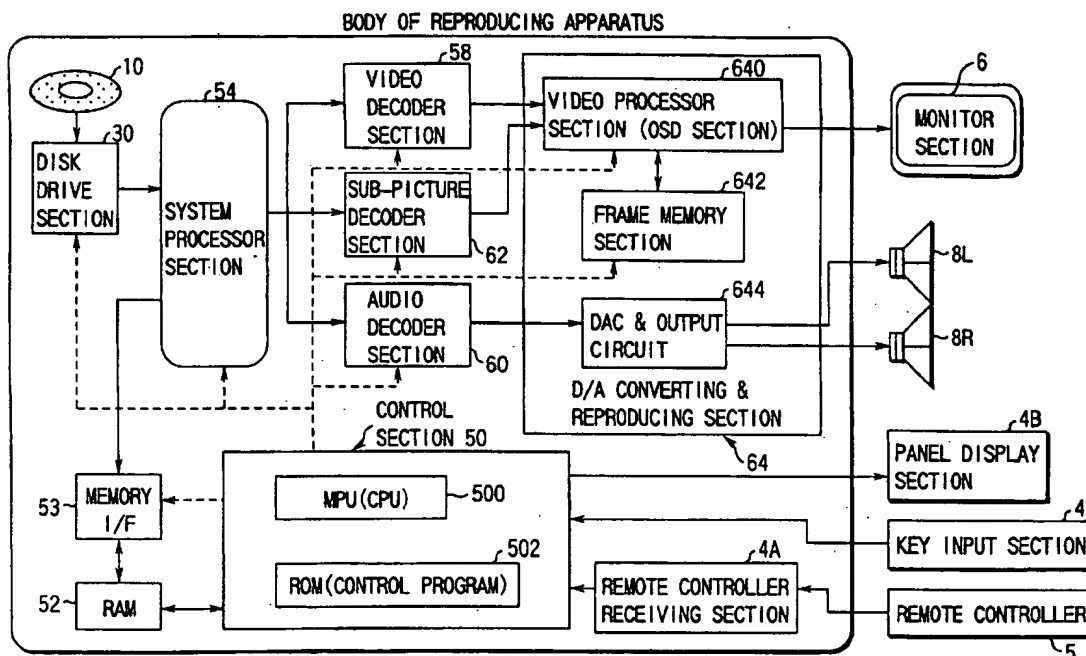 BODY OF REPRODUCING APPARATUS
10
54
58
640
6
30
VIDEO
DECODER
SECTION
VIDEO PROCESSOR
SECTION (OSD SECTION)
MONITOR
SECTION
DISK
DRIVE
SECTION
SYSTEM
PROCESSOR
SECTION
SUB-PICTURE
DECODER
SECTION
62
642
FRAME MEMORY
SECTION
8L
AUDIO
DECODER
SECTION
60
644
DAC & OUTPUT
CIRCUIT
8R
D/A CONVERTING &
REPRODUCING SECTION
64
CONTROL
SECTION 50
4B
PANEL DISPLAY
SECTION
53
MEMORY
I/F
MPU(CPU)
500
4
KEY INPUT SECTION
502
ROM(CONTROL PROGRAM)
4A
REMOTE CONTROLLER
RECEIVING SECTION
52
RAM
REMOTE CONTROLLER
5